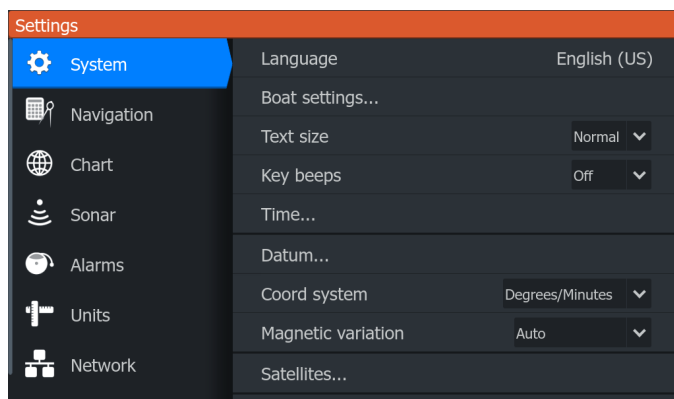 Settings
System
Navigation
Chart
Sonar
Alarms
Units
Network
Language English (US)
Boat settings...
Text size Normal
Key beeps Off
Time...
Datum...
Coord system Degrees/Minutes
Magnetic variation Auto
Satellites...